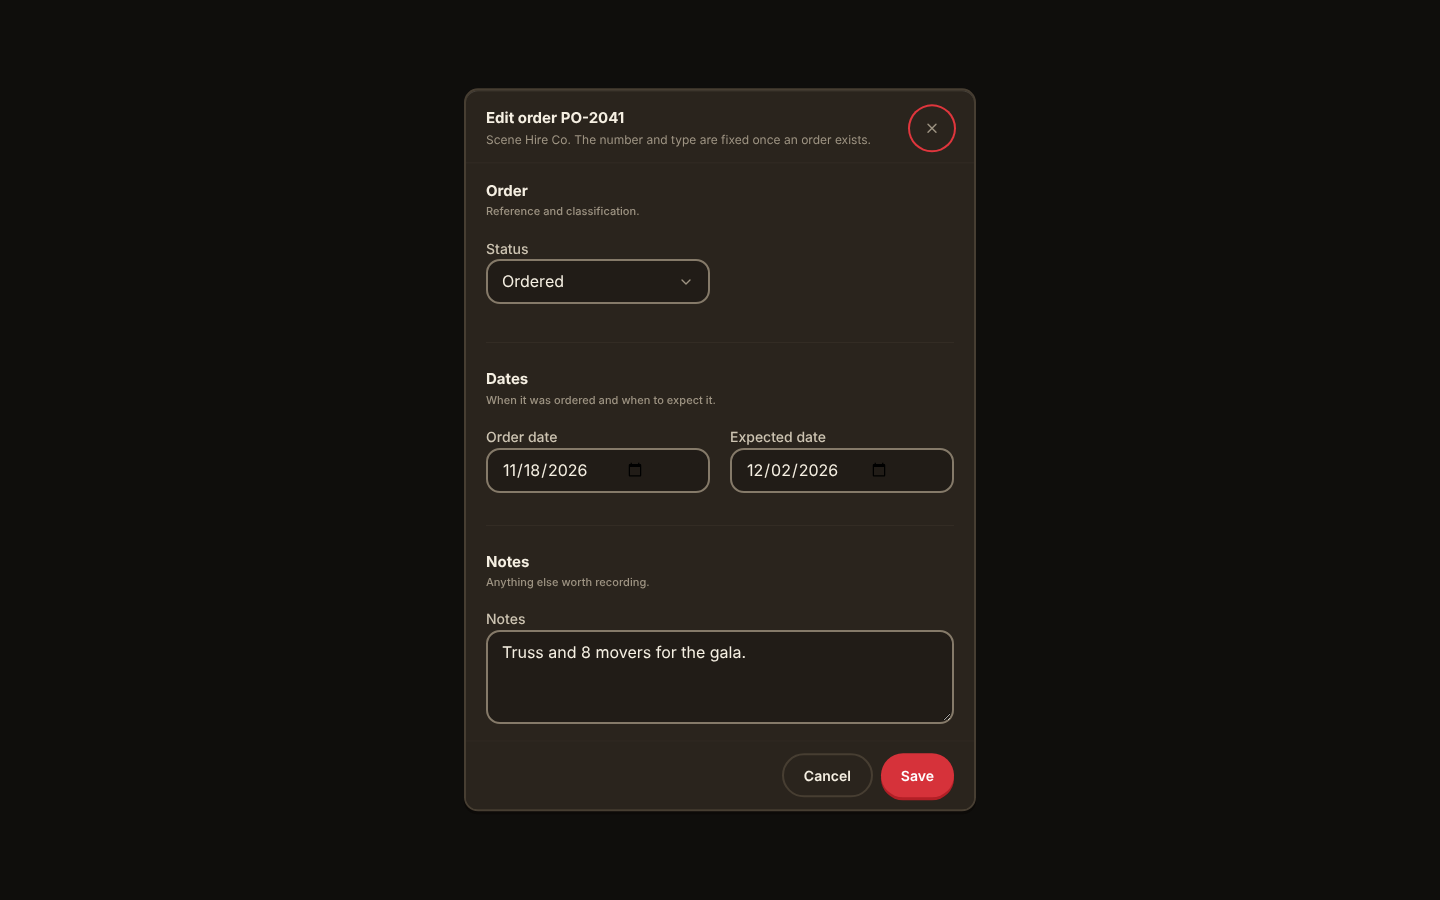 Edit order PO-2041
Scene Hire Co. The number and type are fixed once an order exists.
Order
Reference and classification.
Status
Ordered
Dates
When it was ordered and when to expect it.
Order date
Expected date
11/18/2026
12/02/2026
Notes
Anything else worth recording.
Notes
Truss and 8 movers for the gala.
Cancel
Save